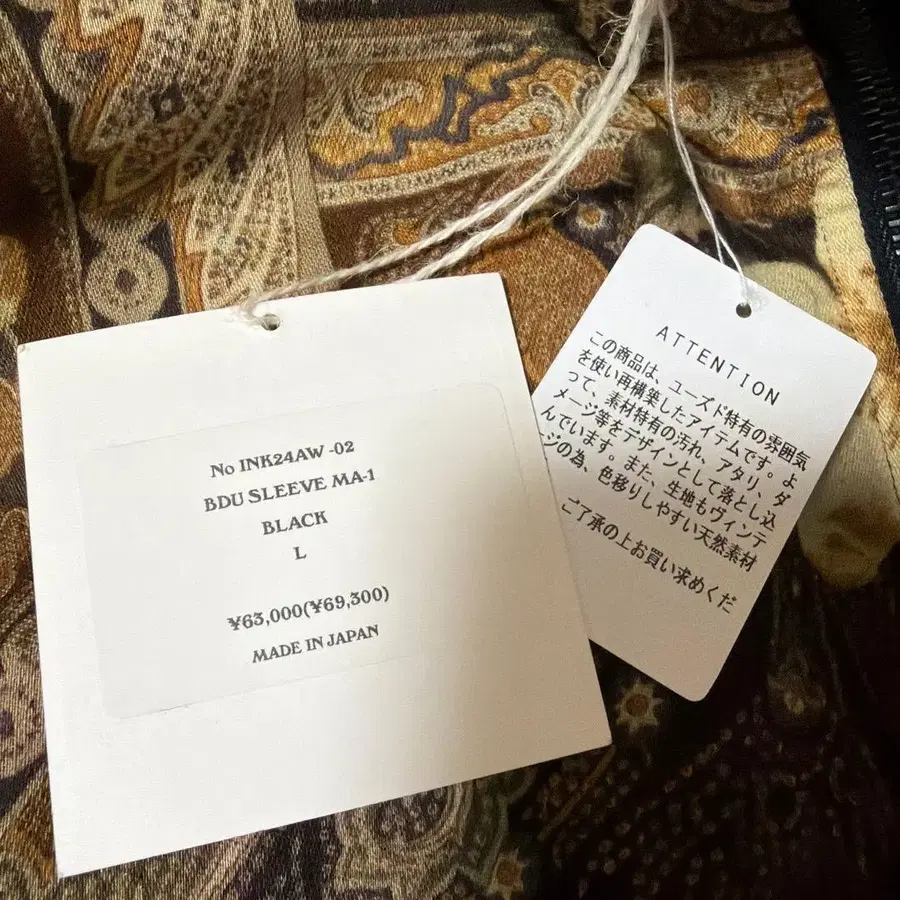 No INK24AW -02
BDU SLEEVE MA-1
BLACK
L
¥63,000(¥69,300)
MADE IN JAPAN
ATTENTION
この商品は、ユーズド特有の雰囲気
を使い再構築したアイテムです。よ
って、素材特有の汚れ、アタリ、ダ
メージ等をデザインとして落とし込
んでいます。また、生地もヴィンテ
ージの為、色移りしやすい天然素材
ご了承の上お買い求めくだ